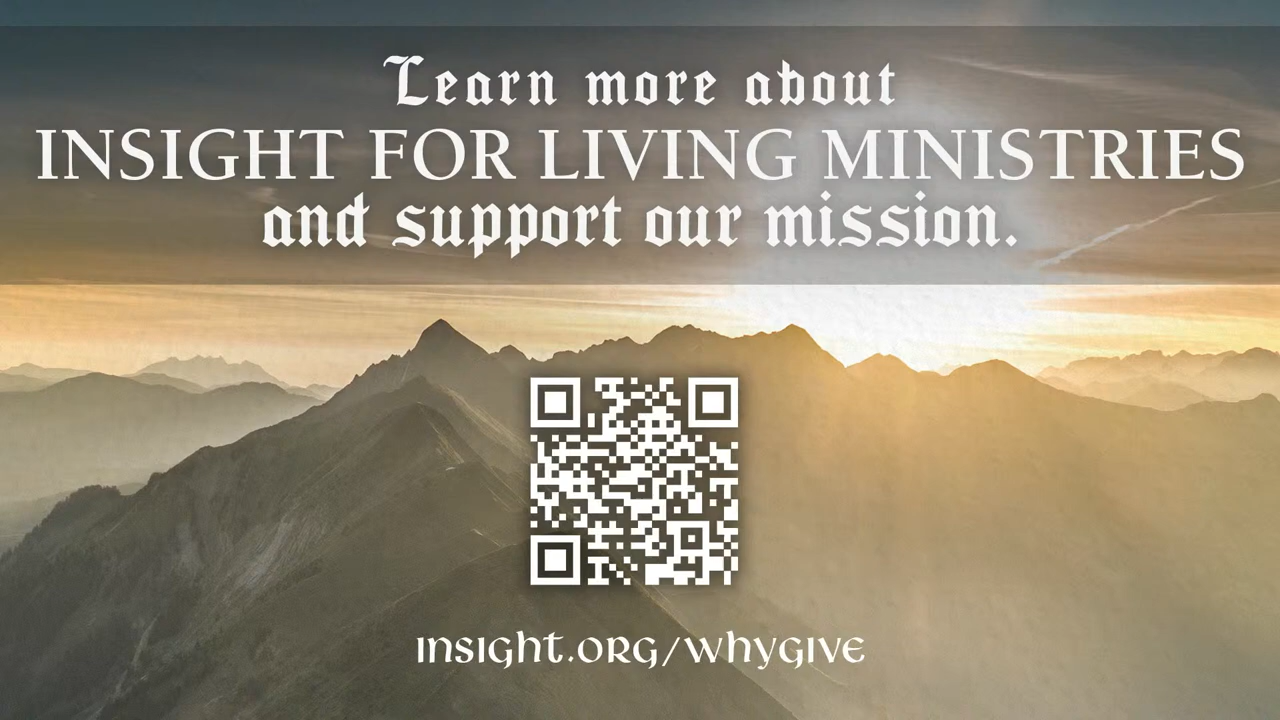 Learn more about
INSIGHT FOR LIVING MINISTRIES
and support our mission.
insight.org/whygive